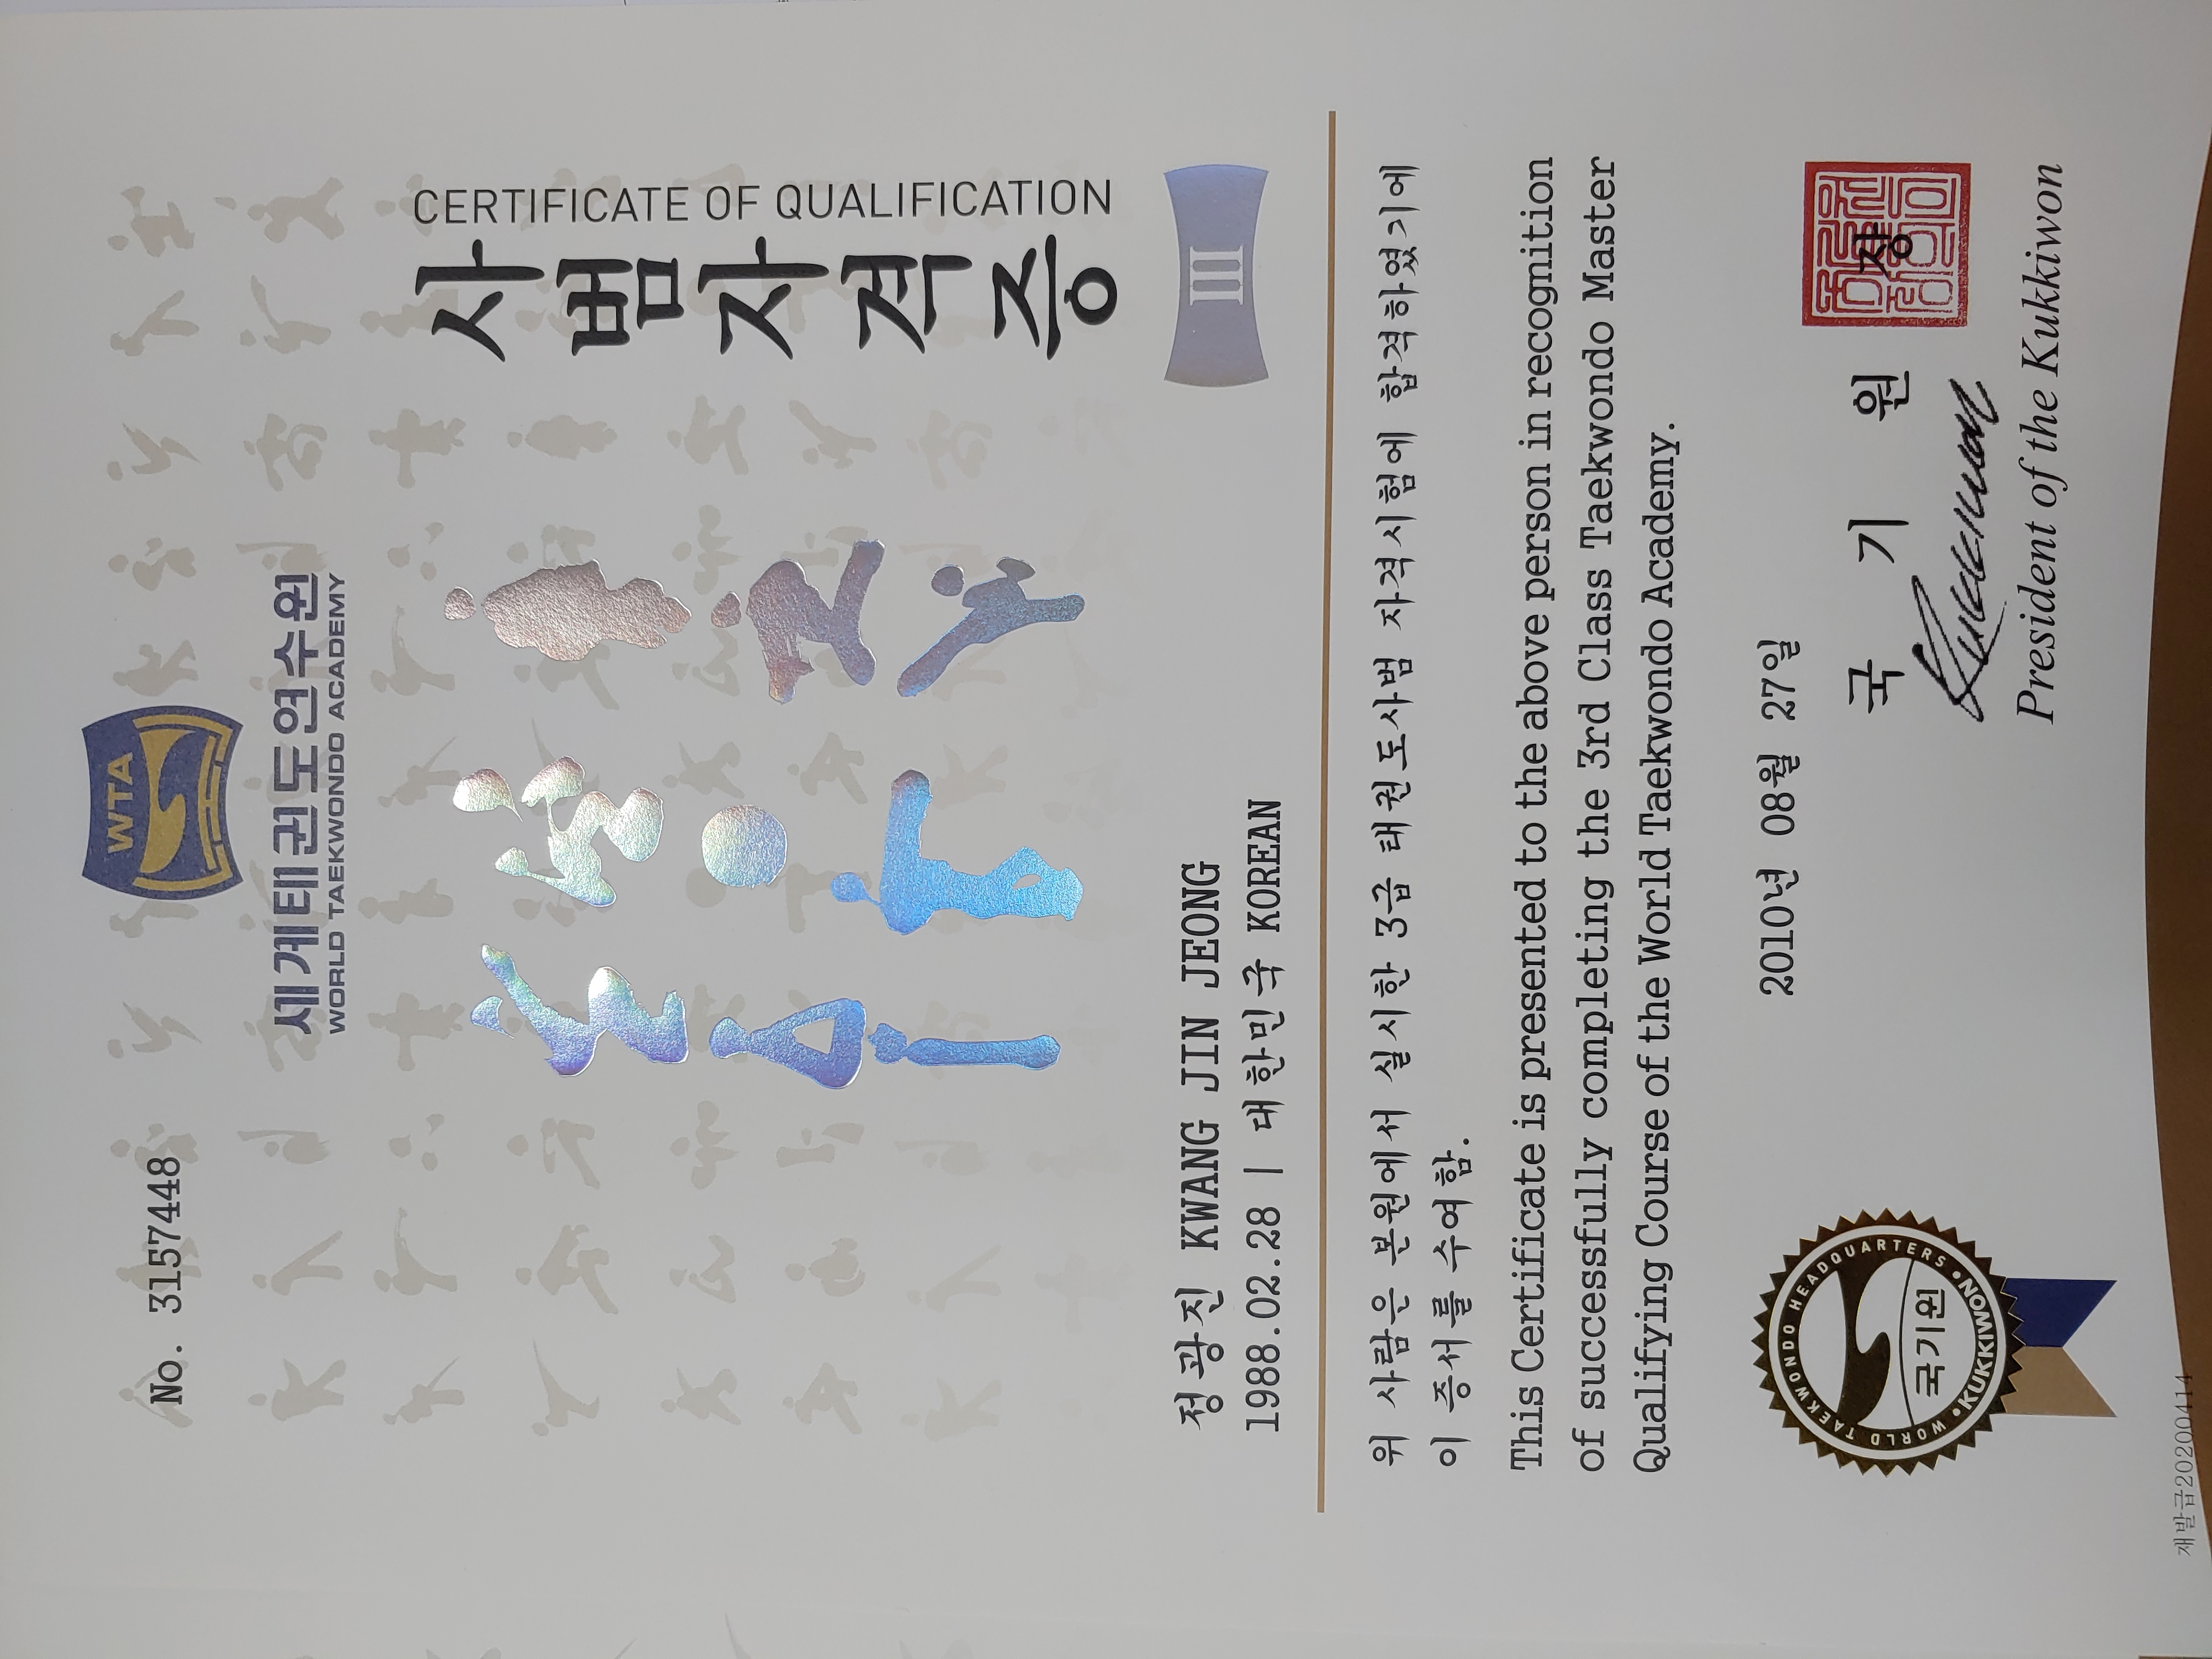 No. 3157448
WTA
세계태권도연수원
WORLD TAEKWONDO ACADEMY
CERTIFICATE OF QUALIFICATION
사범자격증
III
정광진 KWANG JIN JEONG
1988.02.28 | 대한민국 KOREAN
위 사람은 본원에서 실시한 3급 태권도사범 자격시험에 합격하였기에
이 증서를 수여함.
This Certificate is presented to the above person in recognition
of successfully completing the 3rd Class Taekwondo Master
Qualifying Course of the World Taekwondo Academy.
2010년 08월 27일
국 기 원 장
President of the Kukkiwon
WORLD TAEKWONDO HEADQUARTERS
국기원
•KUKKIWON•
재발급20200414